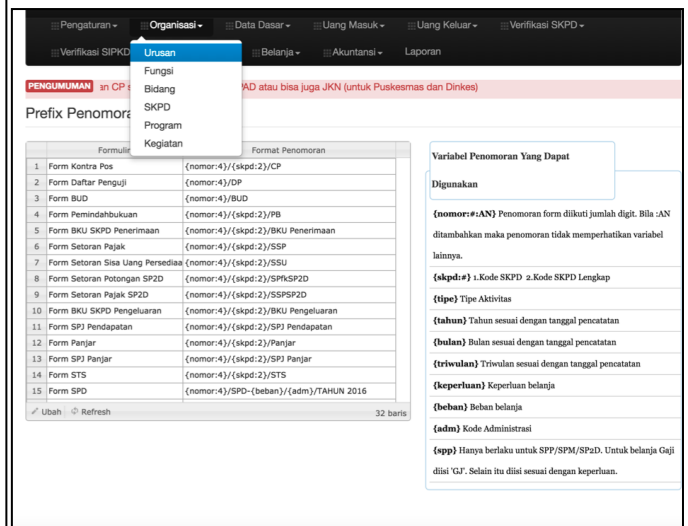 Pengaturan
Organisasi
Data Dasar
Uang Masuk
Uang Keluar
Verifikasi SKPD
Verifikasi SIPKD
Belanja
Akuntansi
Laporan
Urusan
Fungsi
Bidang
SKPD
Program
Kegiatan
PENGUMUMAN an CP PAD atau bisa juga JKN (untuk Puskesmas dan Dinkes)
Prefix Penomora
Formulir Format Penomoran
1 Form Kontra Pos {nomor:4}/{skpd:2}/CP
2 Form Daftar Penguji {nomor:4}/DP
3 Form BUD {nomor:4}/BUD
4 Form Pemindahbukuan {nomor:4}/{skpd:2}/PB
5 Form BKU SKPD Penerimaan {nomor:4}/{skpd:2}/BKU Penerimaan
6 Form Setoran Pajak {nomor:4}/{skpd:2}/SSP
7 Form Setoran Sisa Uang Persediaa {nomor:4}/{skpd:2}/SSU
8 Form Setoran Potongan SP2D {nomor:4}/{skpd:2}/SPfkSP2D
9 Form Setoran Pajak SP2D {nomor:4}/{skpd:2}/SSPSP2D
10 Form BKU SKPD Pengeluaran {nomor:4}/{skpd:2}/BKU Pengeluaran
11 Form SPJ Pendapatan {nomor:4}/{skpd:2}/SPJ Pendapatan
12 Form Panjar {nomor:4}/{skpd:2}/Panjar
13 Form SPJ Panjar {nomor:4}/{skpd:2}/SPJ Panjar
14 Form STS {nomor:4}/{skpd:2}/STS
15 Form SPD {nomor:4}/SPD-{beban}/{adm}/TAHUN 2016
Ubah Refresh 32 baris
Variabel Penomoran Yang Dapat
Digunakan
{nomor:#:AN} Penomoran form diikuti jumlah digit. Bila :AN
ditambahkan maka penomoran tidak memperhatikan variabel
lainnya.
{skpd:#} 1.Kode SKPD 2.Kode SKPD Lengkap
{tipe} Tipe Aktivitas
{tahun} Tahun sesuai dengan tanggal pencatatan
{bulan} Bulan sesuai dengan tanggal pencatatan
{triwulan} Triwulan sesuai dengan tanggal pencatatan
{keperluan} Keperluan belanja
{beban} Beban belanja
{adm} Kode Administrasi
{spp} Hanya berlaku untuk SPP/SPM/SP2D. Untuk belanja Gaji
diisi 'GJ'. Selain itu diisi sesuai dengan keperluan.